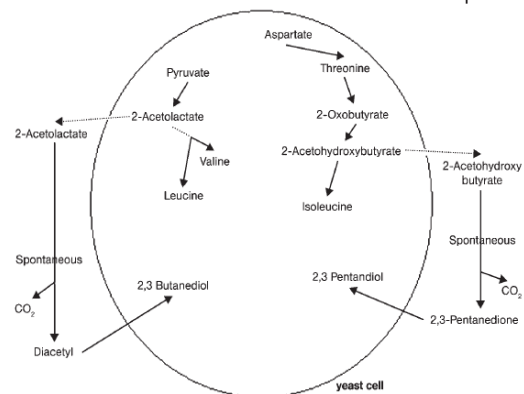 Aspartate
Threonine
Pyruvate
2-Acetolactate
2-Oxobutyrate
2-Acetolactate
2-Acetohydroxybutyrate
Valine
2-Acetohydroxy
butyrate
Leucine
Isoleucine
Spontaneous
Spontaneous
2,3 Butanediol
2,3 Pentandiol
CO₂
CO₂
Diacetyl
2,3-Pentanedione
yeast cell